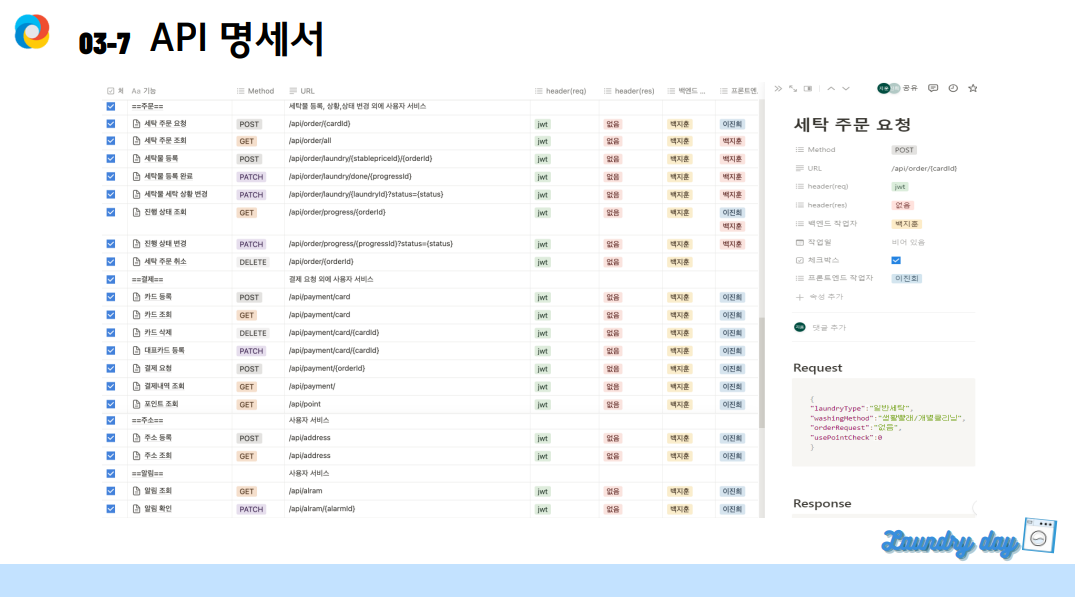 03-7 API 명세서
체 Aa 기능 Method URL header(req) header(res) 백엔드 ... 프론트엔
==주문== 세탁물 등록, 상황,상태 변경 외에 사용자 서비스
세탁 주문 요청 POST /api/order/{cardId} jwt 없음 백지훈 이진희
세탁 주문 조회 GET /api/order/all jwt 없음 백지훈 백지훈
세탁물 등록 POST /api/order/laundry/{stablepriceId}/{orderId} jwt 없음 백지훈 백지훈
세탁물 등록 완료 PATCH /api/order/laundry/done/{progressId} jwt 없음 백지훈 백지훈
세탁물 세탁 상황 변경 PATCH /api/order/laundry/{laundryId}?status={status} jwt 없음 백지훈 백지훈
진행 상태 조회 GET /api/order/progress/{orderId} jwt 없음 백지훈 이진희
백지훈
진행 상태 변경 PATCH /api/order/progress/{progressId}?status={status} jwt 없음 백지훈 백지훈
세탁 주문 취소 DELETE /api/order/{orderId} jwt 없음 백지훈
==결제== 결제 요청 외에 사용자 서비스
카드 등록 POST /api/payment/card jwt 없음 백지훈 이진희
카드 조회 GET /api/payment/card jwt 없음 백지훈 이진희
카드 삭제 DELETE /api/payment/card/{cardId} jwt 없음 백지훈 이진희
대표카드 등록 PATCH /api/payment/card/{cardId} jwt 없음 백지훈 이진희
결제 요청 POST /api/payment/{orderId} jwt 없음 백지훈 이진희
결제내역 조회 GET /api/payment/ jwt 없음 백지훈 이진희
포인트 조회 GET /api/point jwt 없음 백지훈 이진희
==주소== 사용자 서비스
주소 등록 POST /api/address jwt 없음 백지훈 이진희
주소 조회 GET /api/address jwt 없음 백지훈 이진희
==알림== 사용자 서비스
알림 조회 GET /api/alram jwt 없음 백지훈 이진희
알림 확인 PATCH /api/alram/{alarmId} jwt 없음 백지훈 이진희
공유
세탁 주문 요청
Method POST
URL /api/order/{cardId}
header(req) jwt
header(res) 없음
백엔드 작업자 백지훈
작업일 비어 있음
체크박스
프론트엔드 작업자 이진희
속성 추가
댓글 추가
Request
{
"laundryType":"일반세탁",
"washingMethod":"생활빨래/개별클리닝",
"orderRequest":"없음",
"usePointCheck":0
}
Response
Laundry day